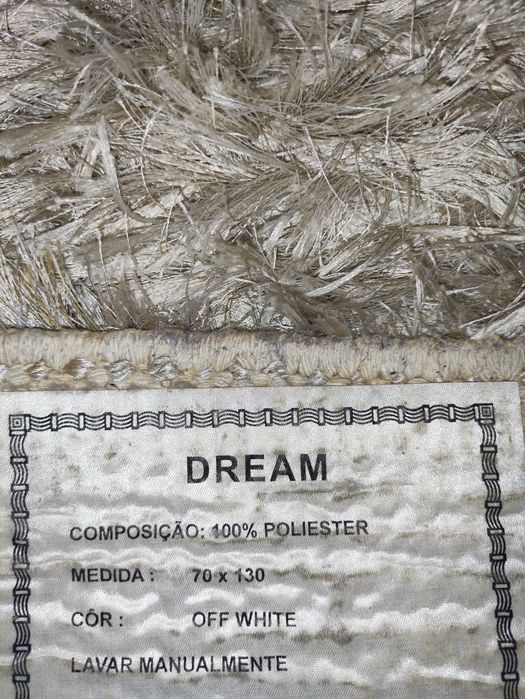 DREAM
COMPOSIÇÃO: 100% POLIESTER
MEDIDA : 70 x 130
CÔR : OFF WHITE
LAVAR MANUALMENTE